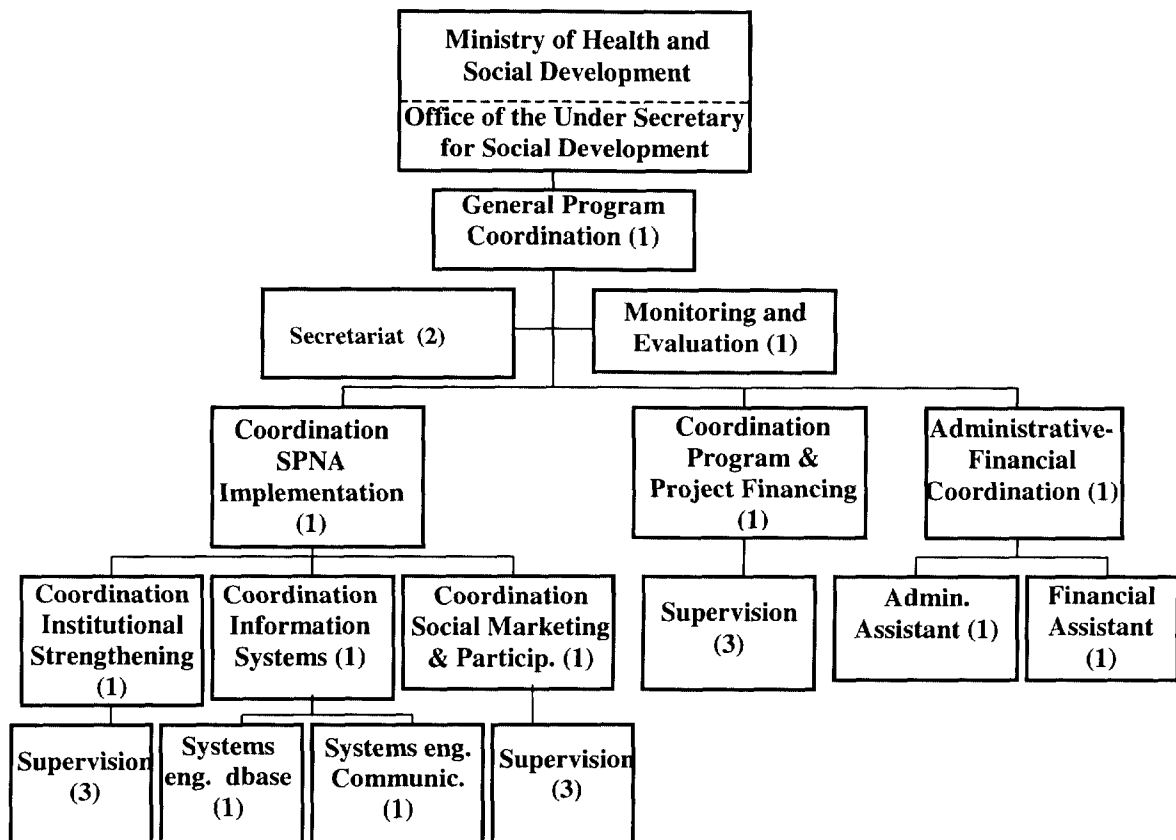 Ministry of Health and
Social Development
Office of the Under Secretary
for Social Development
General Program
Coordination (1)
Secretariat (2)
Monitoring and
Evaluation (1)
Coordination
SPNA
Implementation
(1)
Coordination
Program &
Project Financing
(1)
Administrative-
Financial
Coordination (1)
Coordination
Institutional
Strengthening
(1)
Coordination
Information
Systems (1)
Coordination
Social Marketing
& Particip. (1)
Supervision
(3)
Admin.
Assistant (1)
Financial
Assistant
(1)
Supervision
(3)
Systems
eng. dbase
(1)
Systems eng.
Communic.
(1)
Supervision
(3)